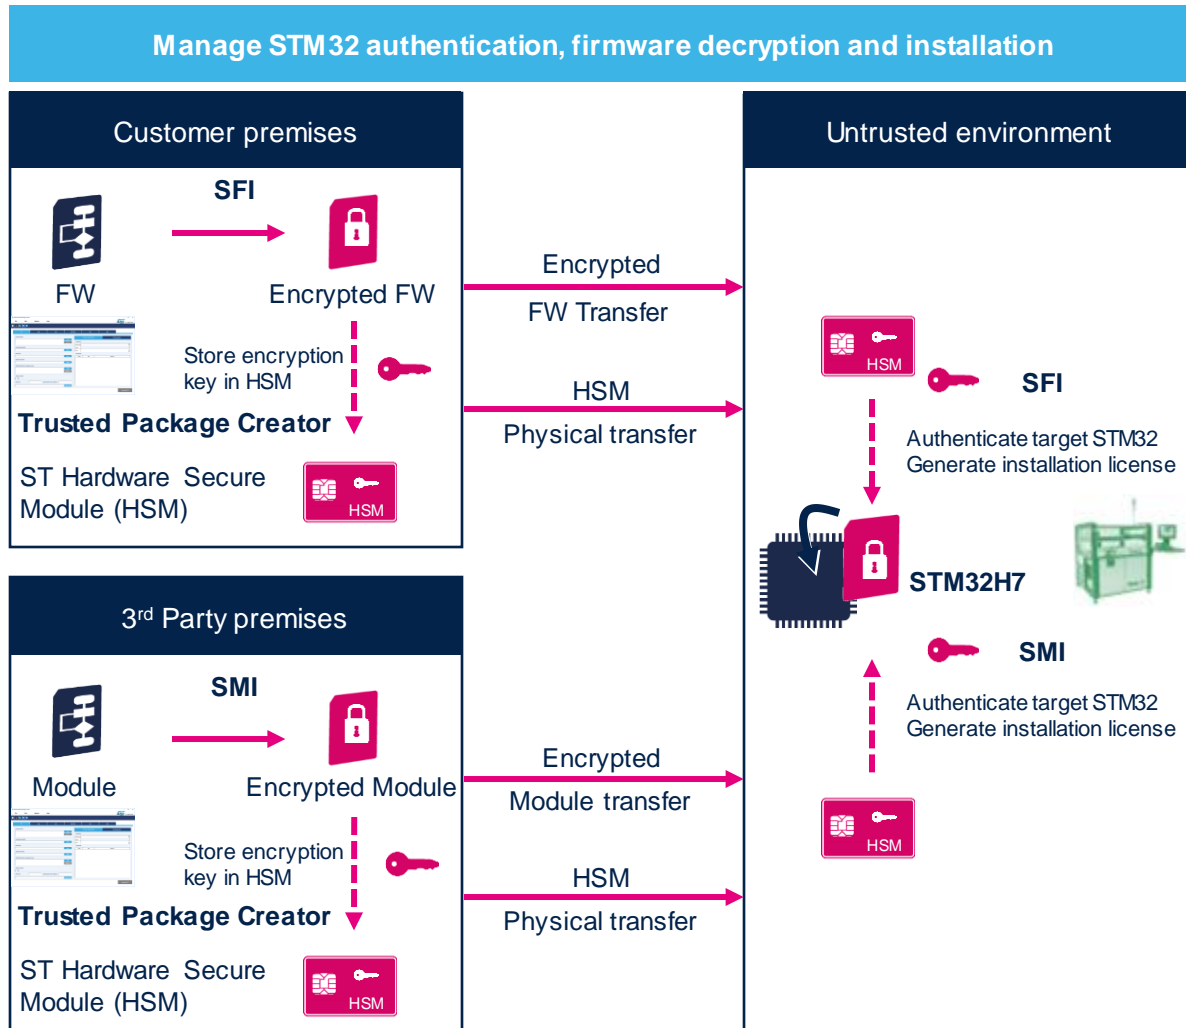 Manage STM32 authentication, firmware decryption and installation
Customer premises
SFI
FW
Encrypted FW
Store encryption
key in HSM
Trusted Package Creator
ST Hardware Secure
Module (HSM)
HSM
Encrypted
FW Transfer
HSM
Physical transfer
3rd Party premises
SMI
Module
Encrypted Module
Store encryption
key in HSM
Trusted Package Creator
ST Hardware Secure
Module (HSM)
HSM
Encrypted
Module transfer
HSM
Physical transfer
Untrusted environment
HSM
SFI
Authenticate target STM32
Generate installation license
STM32H7
SMI
Authenticate target STM32
Generate installation license
HSM